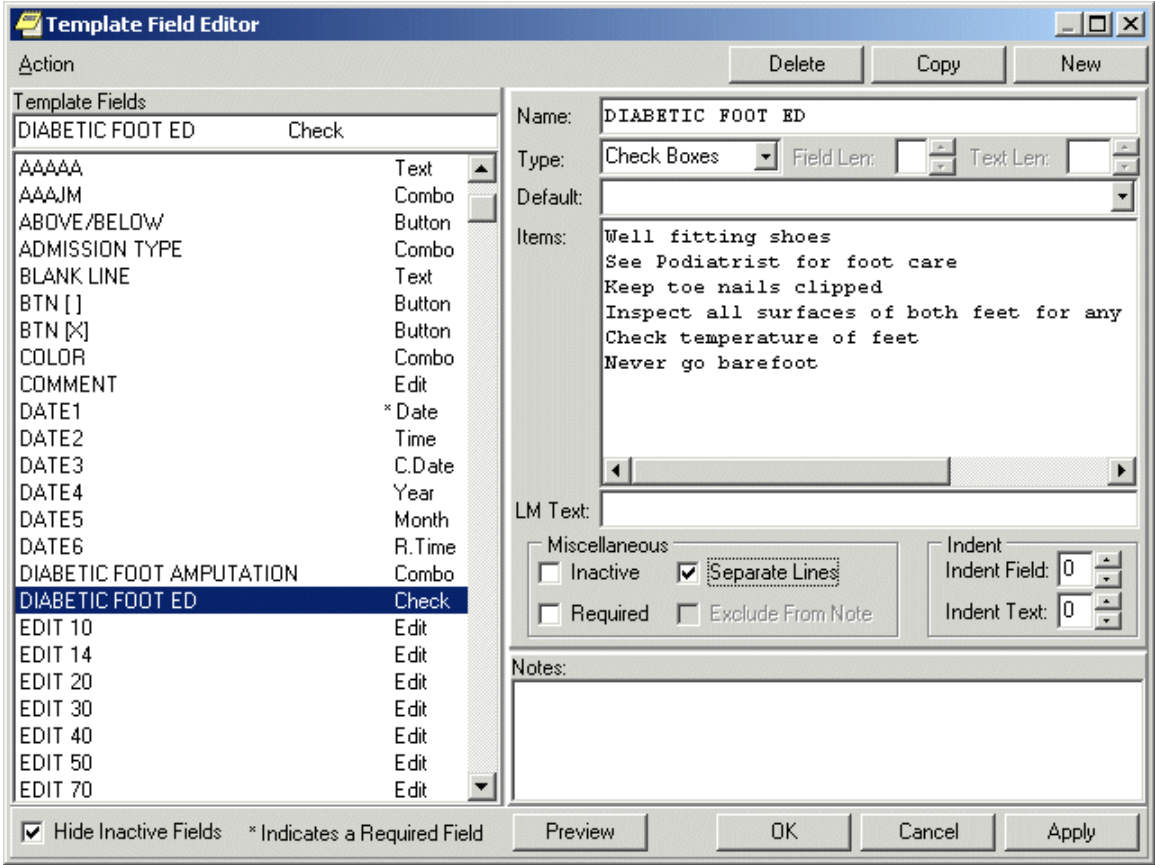 Template Field Editor
Action Delete Copy New
Template Fields
DIABETIC FOOT ED Check
AAAAA Text
AAAJM Combo
ABOVE/BELOW Button
ADMISSION TYPE Combo
BLANK LINE Text
BTN [ ] Button
BTN [X] Button
COLOR Combo
COMMENT Edit
DATE1 * Date
DATE2 Time
DATE3 C.Date
DATE4 Year
DATE5 Month
DATE6 R.Time
DIABETIC FOOT AMPUTATION Combo
DIABETIC FOOT ED Check
EDIT 10 Edit
EDIT 14 Edit
EDIT 20 Edit
EDIT 30 Edit
EDIT 40 Edit
EDIT 50 Edit
EDIT 70 Edit
Name: DIABETIC FOOT ED
Type: Check Boxes Field Len: Text Len:
Default:
Items: Well fitting shoes
See Podiatrist for foot care
Keep toe nails clipped
Inspect all surfaces of both feet for any
Check temperature of feet
Never go barefoot
LM Text:
Miscellaneous
Inactive Separate Lines
Required Exclude From Note
Indent
Indent Field: 0
Indent Text: 0
Notes:
Hide Inactive Fields * Indicates a Required Field Preview OK Cancel Apply